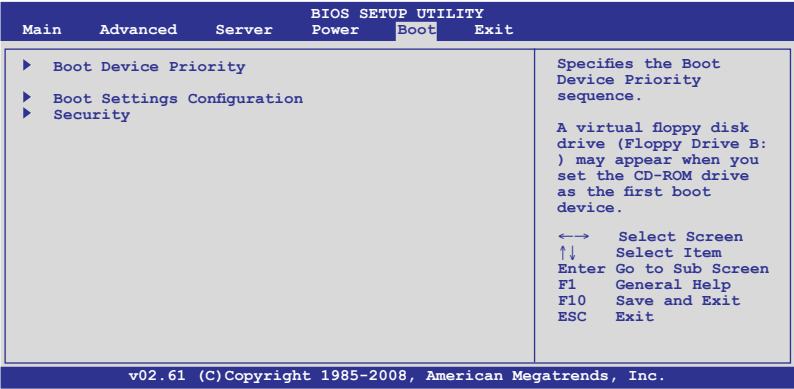 BIOS SETUP UTILITY
Main Advanced Server Power Boot Exit
Boot Device Priority
Boot Settings Configuration
Security
Specifies the Boot
Device Priority
sequence.
A virtual floppy disk
drive (Floppy Drive B:
) may appear when you
set the CD-ROM drive
as the first boot
device.
←→ Select Screen
↑↓ Select Item
Enter Go to Sub Screen
F1 General Help
F10 Save and Exit
ESC Exit
v02.61 (C)Copyright 1985-2008, American Megatrends, Inc.